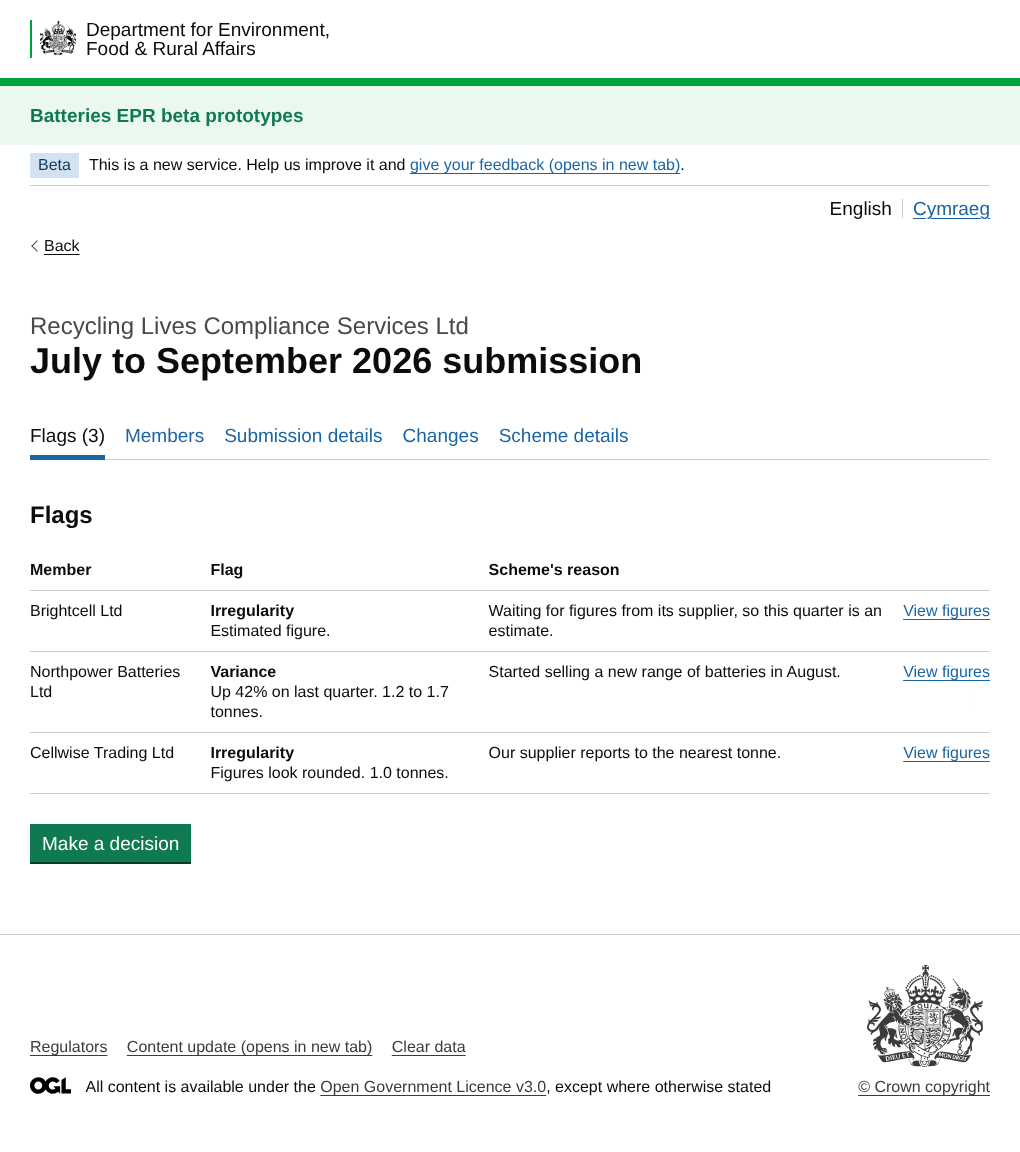 Department for Environment,
Food & Rural Affairs
Batteries EPR beta prototypes
Beta This is a new service. Help us improve it and give your feedback (opens in new tab).
English Cymraeg
Back
Recycling Lives Compliance Services Ltd
July to September 2026 submission
Flags (3) Members Submission details Changes Scheme details
Flags
Member Flag Scheme's reason
Brightcell Ltd Irregularity Waiting for figures from its supplier, so this quarter is an View figures
Estimated figure. estimate.
Northpower Batteries Variance Started selling a new range of batteries in August. View figures
Ltd Up 42% on last quarter. 1.2 to 1.7
tonnes.
Cellwise Trading Ltd Irregularity Our supplier reports to the nearest tonne. View figures
Figures look rounded. 1.0 tonnes.
Make a decision
QUI
DIEU ET MON DROIT
Regulators Content update (opens in new tab) Clear data
OGL All content is available under the Open Government Licence v3.0, except where otherwise stated © Crown copyright